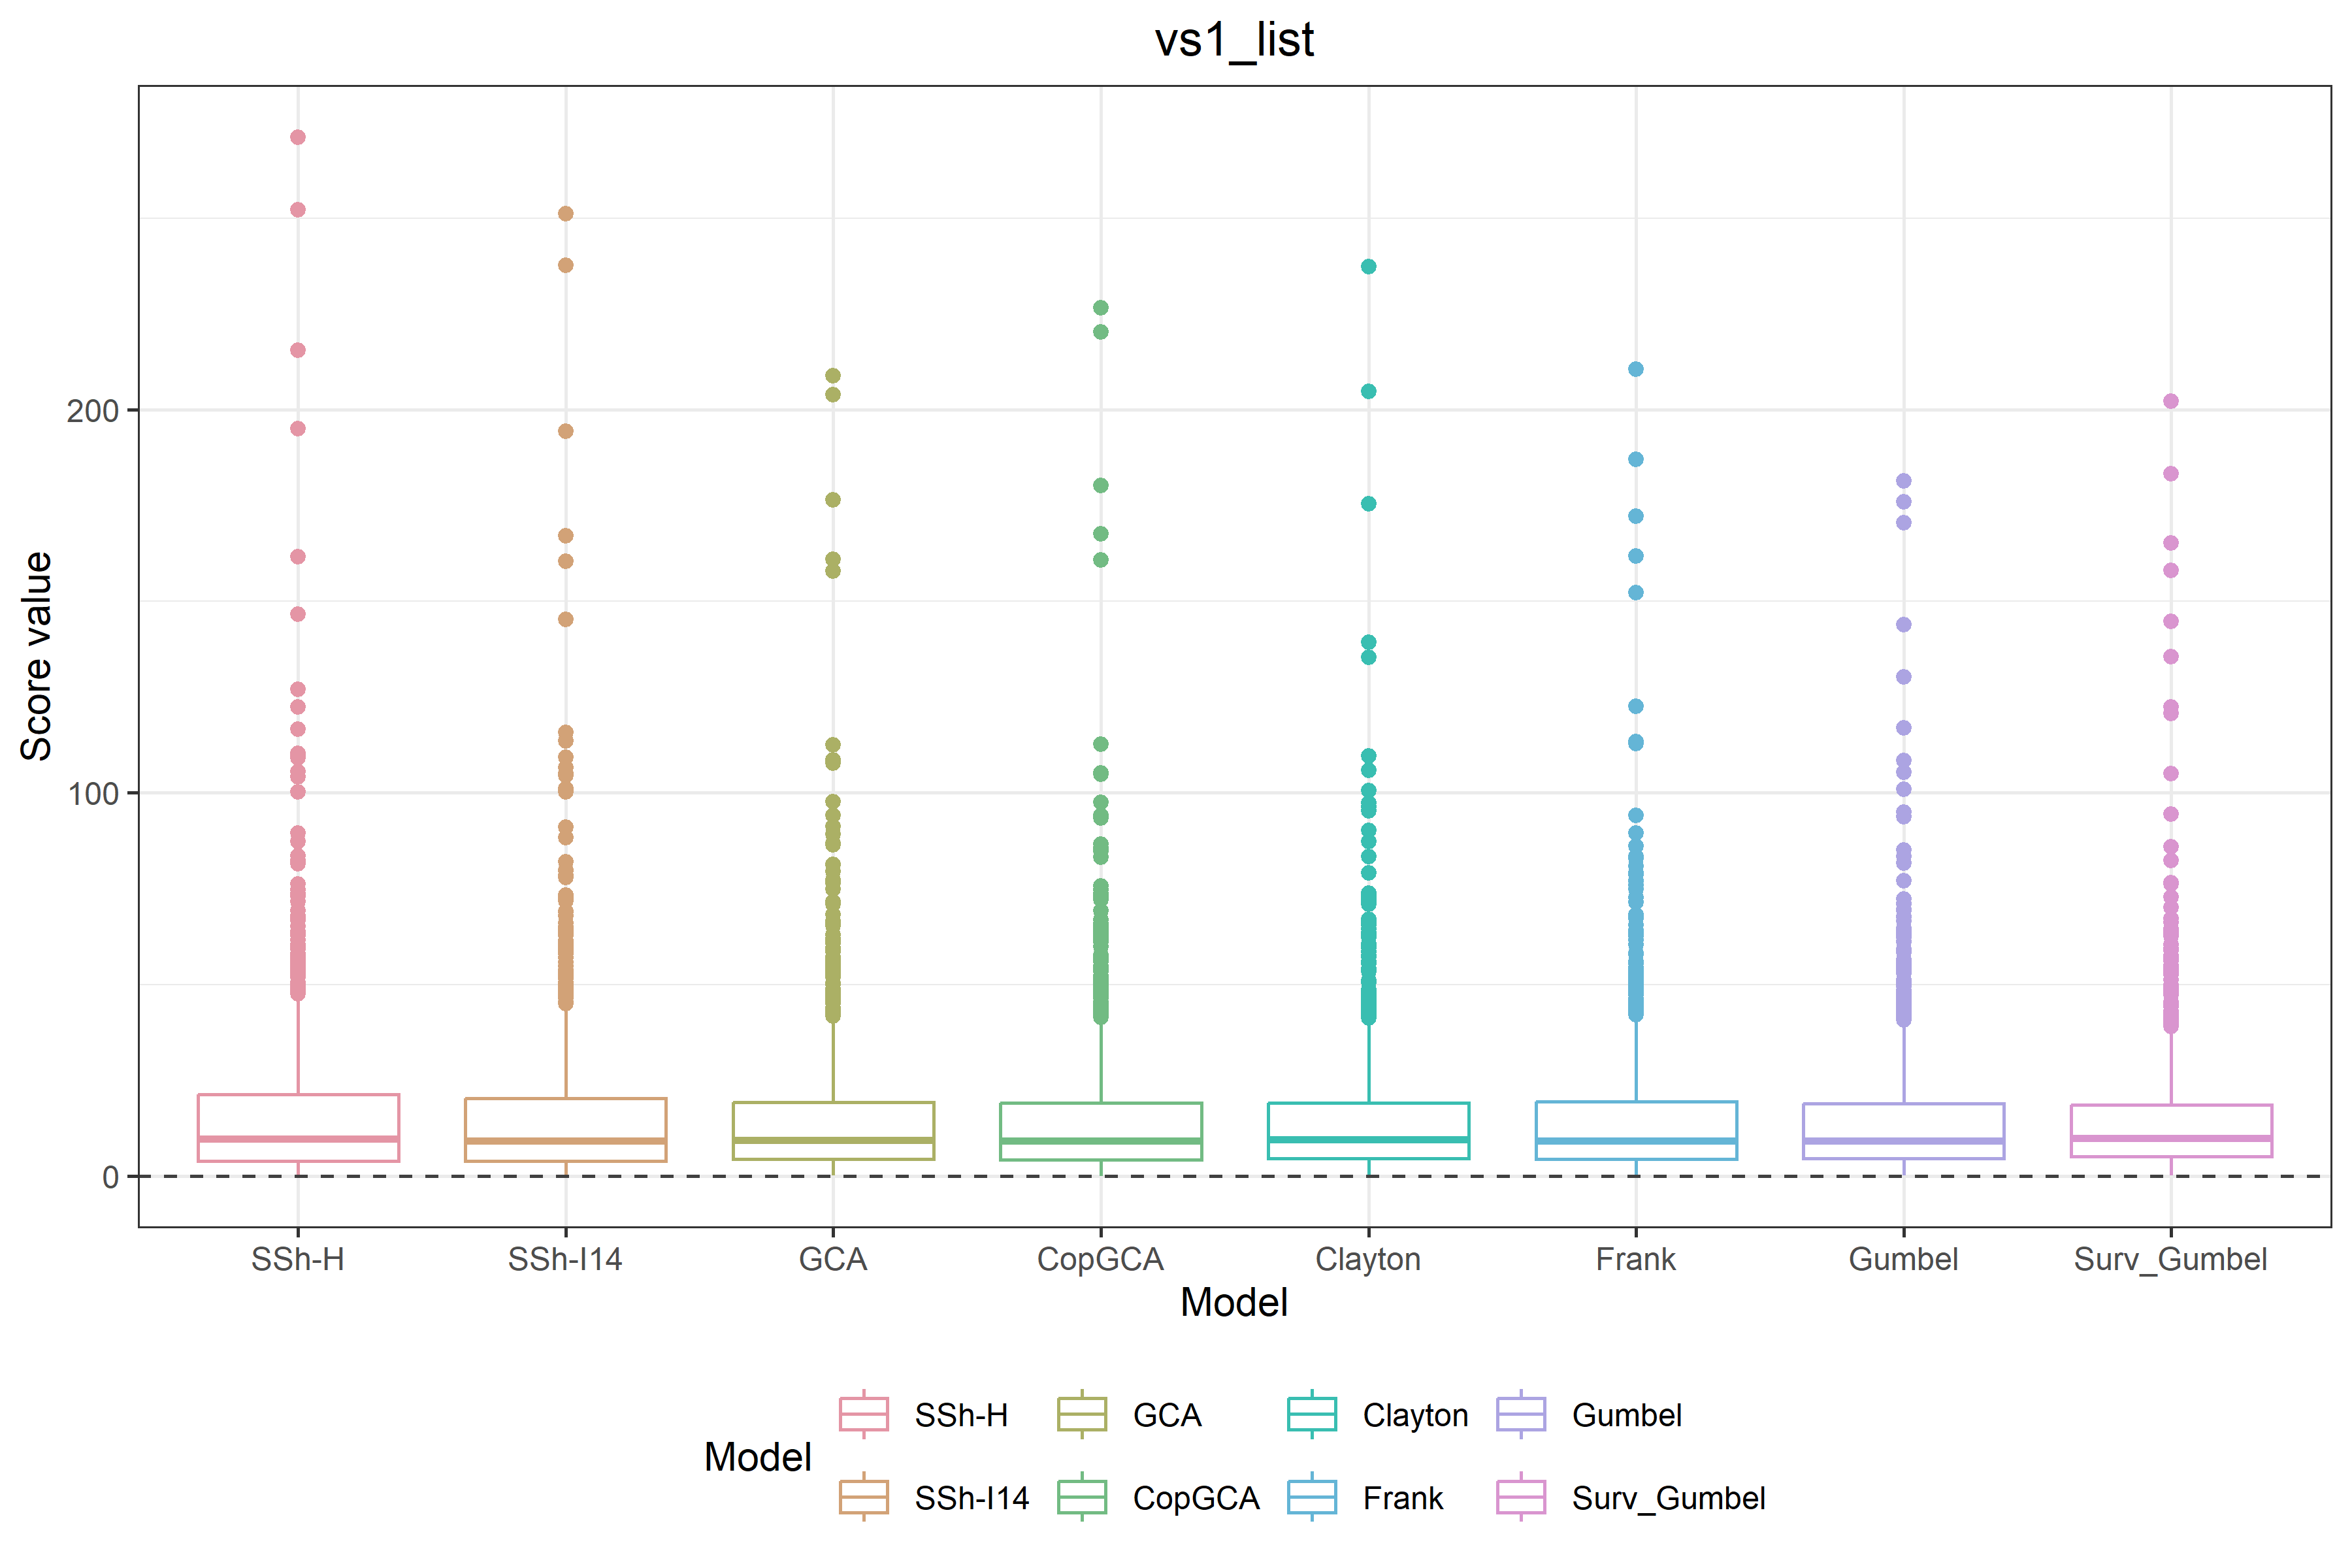 vs1_list
Score value
200
100
0
SSh-H SSh-I14 GCA CopGCA Clayton Frank Gumbel Surv_Gumbel
Model
Model
SSh-H GCA Clayton Gumbel
SSh-I14 CopGCA Frank Surv_Gumbel